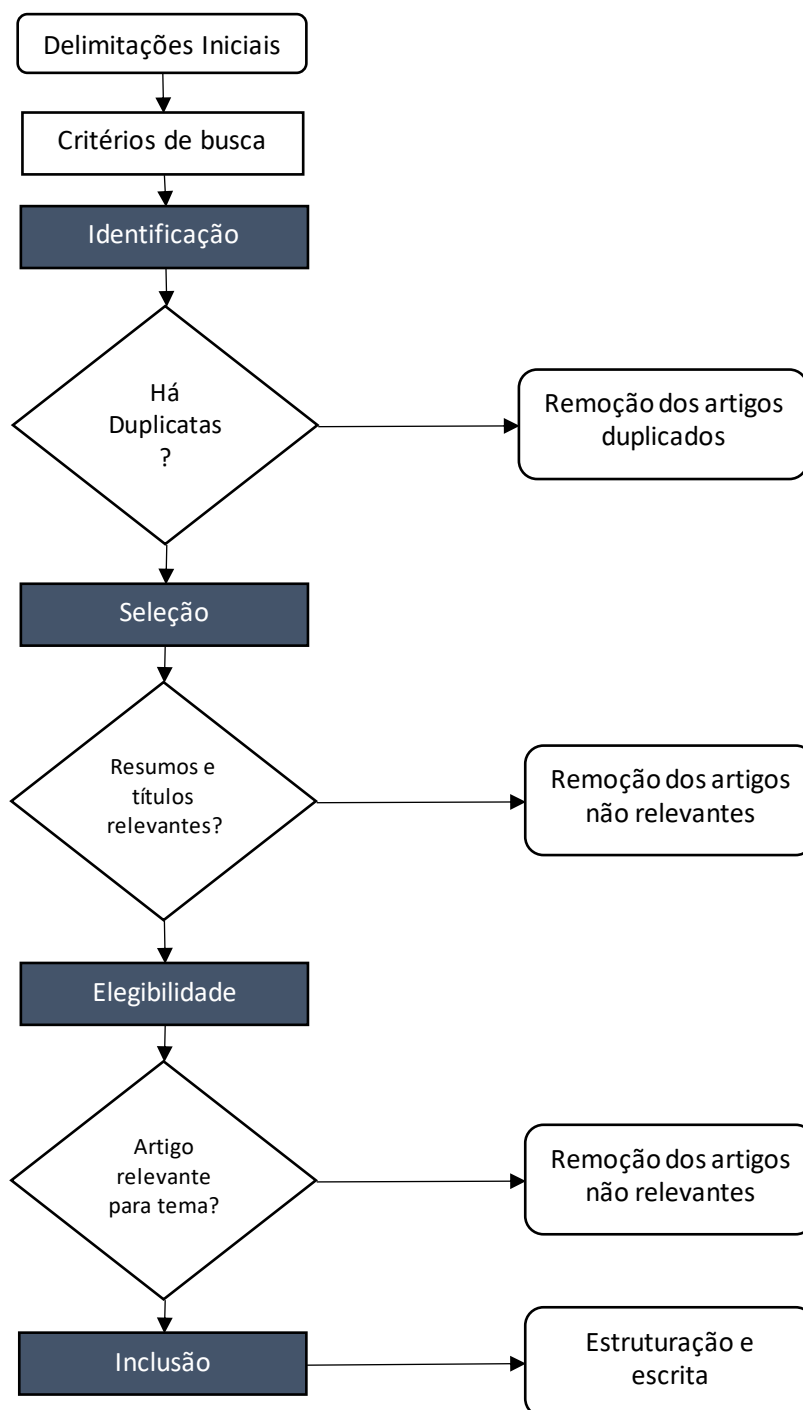 Delimitações Iniciais
Critérios de busca
Identificação
Há
Duplicatas
?
Remoção dos artigos
duplicados
Seleção
Resumos e
títulos
relevantes?
Remoção dos artigos
não relevantes
Elegibilidade
Artigo
relevante
para tema?
Remoção dos artigos
não relevantes
Inclusão
Estruturação e
escrita